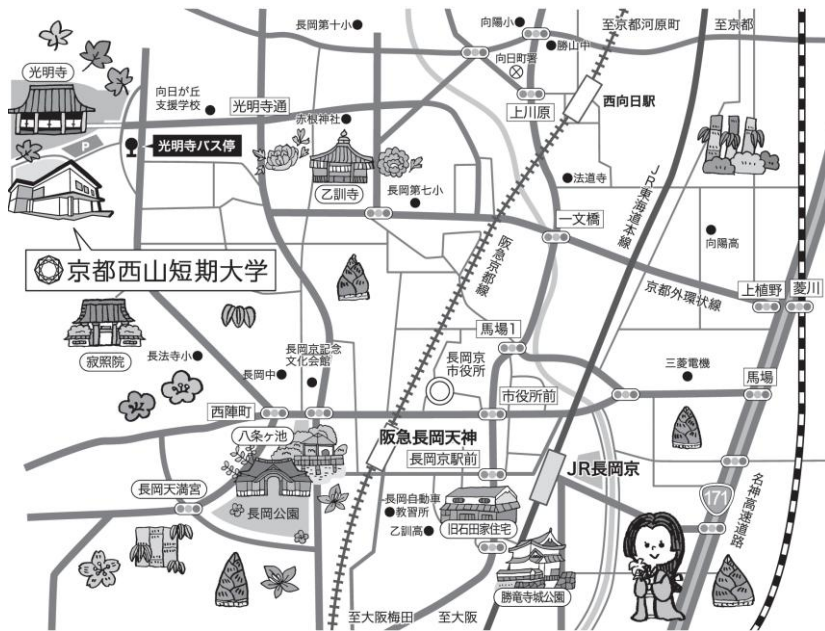 長岡第十小
向陽小
至京都河原町
至京都
勝山中
向日町署
光明寺
向日が丘
支援学校
光明寺通
赤根神社
上川原
西向日駅
P
光明寺バス停
乙訓寺
長岡第七小
法道寺
JR東海道本線
一文橋
向陽高
阪急京都線
京都外環状線
京都西山短期大学
上植野
菱川
寂照院
長法寺小
長岡中
長岡京記念
文化会館
馬場1
長岡京
市役所
三菱電機
馬場
西陣町
市役所前
八条ヶ池
阪急長岡天神
長岡京駅前
JR長岡京
長岡天満宮
長岡公園
長岡自動車
教習所
乙訓高
旧石田家住宅
171
名神高速道路
勝竜寺城公園
至大阪梅田
至大阪